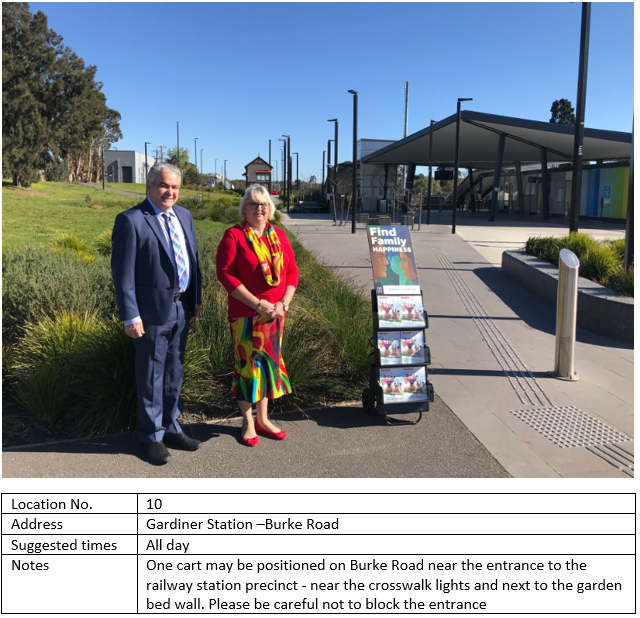 Find
Family
HAPPINESS
Location No. 10
Address Gardiner Station –Burke Road
Suggested times All day
Notes One cart may be positioned on Burke Road near the entrance to the
railway station precinct - near the crosswalk lights and next to the garden
bed wall. Please be careful not to block the entrance